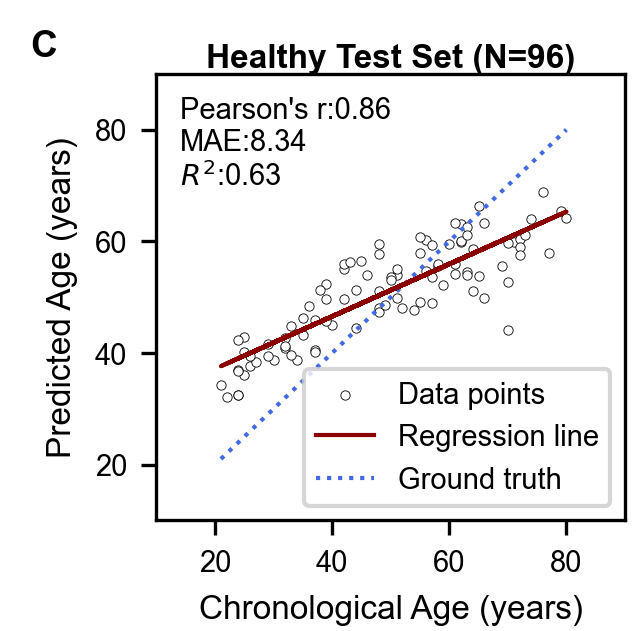 C
Healthy Test Set (N=96)
Pearson's r:0.86
MAE:8.34
R²:0.63
Predicted Age (years)
80
60
40
20
Data points
Regression line
Ground truth
20 40 60 80
Chronological Age (years)